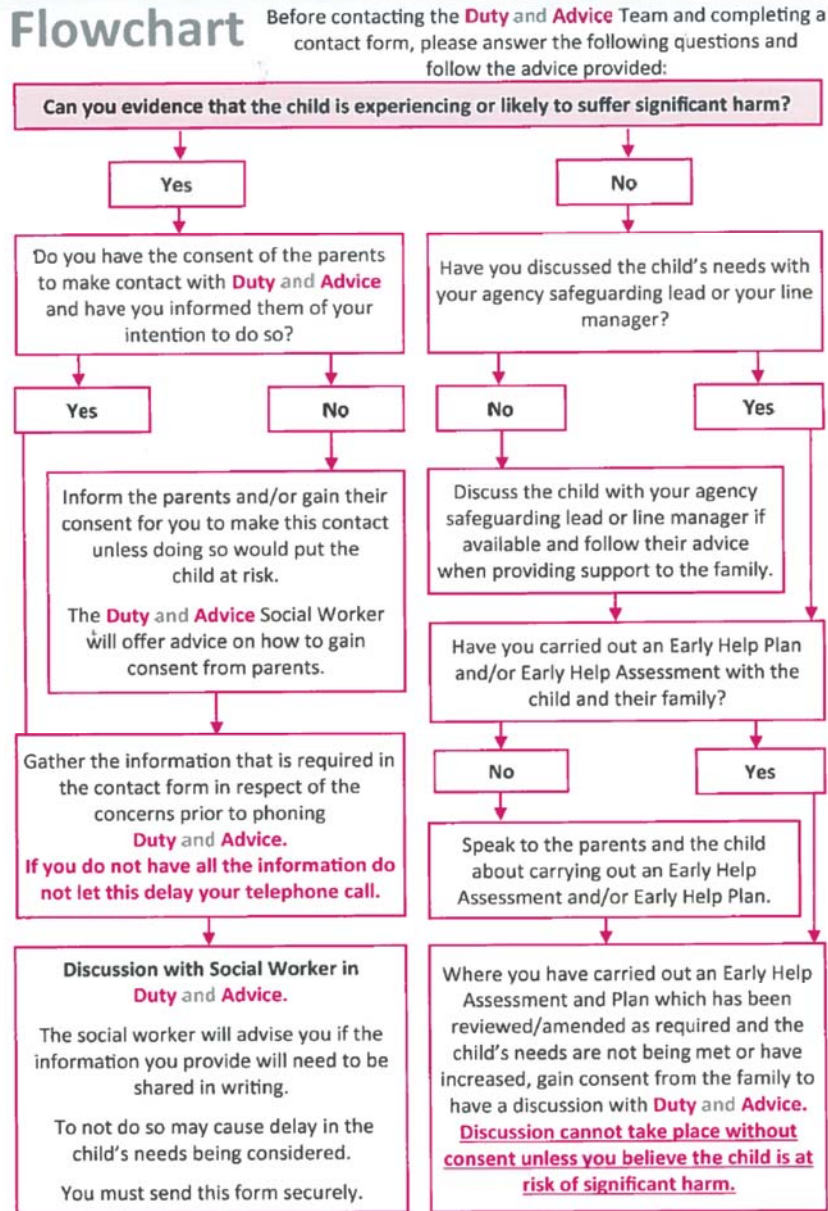 Flowchart
Before contacting the Duty and Advice Team and completing a
contact form, please answer the following questions and
follow the advice provided:
Can you evidence that the child is experiencing or likely to suffer significant harm?
Yes
No
Do you have the consent of the parents
to make contact with Duty and Advice
and have you informed them of your
intention to do so?
Have you discussed the child's needs with
your agency safeguarding lead or your line
manager?
Yes
No
No
Yes
Inform the parents and/or gain their
consent for you to make this contact
unless doing so would put the
child at risk.
The Duty and Advice Social Worker
will offer advice on how to gain
consent from parents.
Discuss the child with your agency
safeguarding lead or line manager if
available and follow their advice
when providing support to the family.
Have you carried out an Early Help Plan
and/or Early Help Assessment with the
child and their family?
Gather the information that is required in
the contact form in respect of the
concerns prior to phoning
Duty and Advice.
If you do not have all the information do
not let this delay your telephone call.
No
Yes
Speak to the parents and the child
about carrying out an Early Help
Assessment and/or Early Help Plan.
Discussion with Social Worker in
Duty and Advice.
The social worker will advise you if the
information you provide will need to be
shared in writing.
To not do so may cause delay in the
child's needs being considered.
You must send this form securely.
Where you have carried out an Early Help
Assessment and Plan which has been
reviewed/amended as required and the
child's needs are not being met or have
increased, gain consent from the family to
have a discussion with Duty and Advice.
Discussion cannot take place without
consent unless you believe the child is at
risk of significant harm.